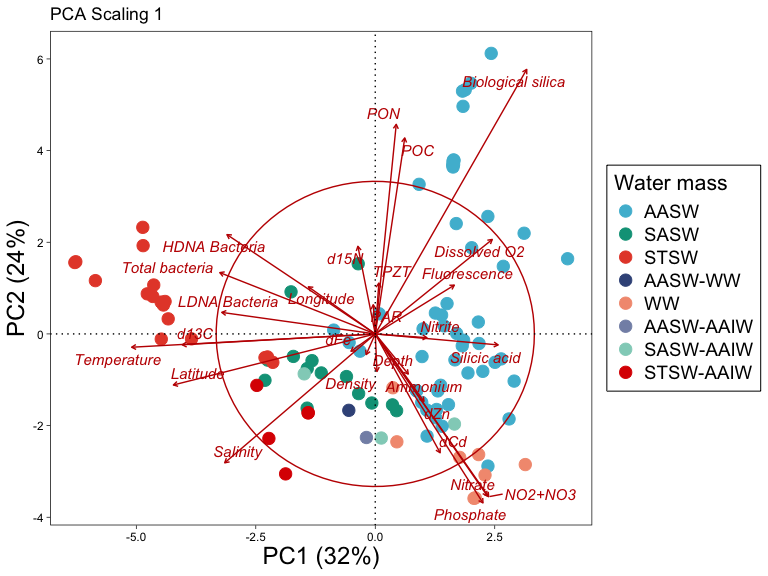 PCA Scaling 1
Biological silica
PON
POC
HDNA Bacteria
d15N
Dissolved O2
Total bacteria
TPZT
Fluorescence
LDNA Bacteria
Longitude
PAR
Nitrite
d13C
dFe
Temperature
Depth
Silicic acid
Latitude
Density
Ammonium
dZn
dCd
Salinity
Nitrate
NO2+NO3
Phosphate
6
4
2
0
-2
-4
-5.0
-2.5
0.0
2.5
PC1 (32%)
PC2 (24%)
Water mass
AASW
SASW
STSW
AASW-WW
WW
AASW-AAIW
SASW-AAIW
STSW-AAIW